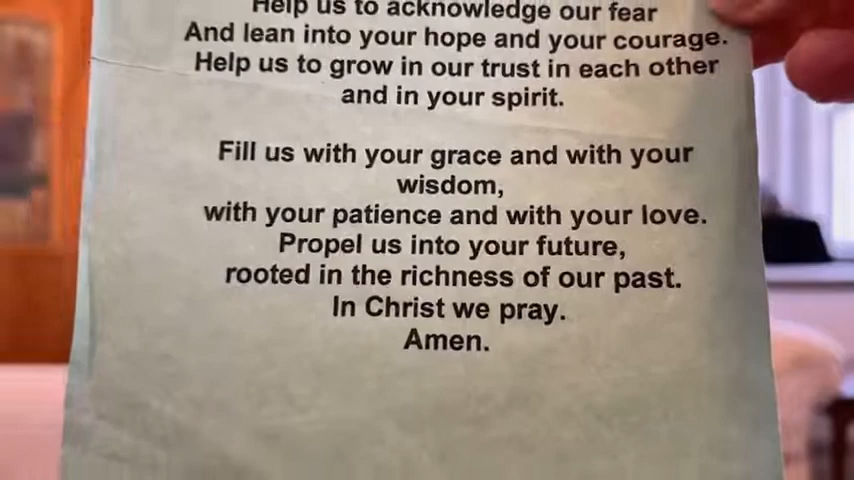 Help us to acknowledge our fear
And lean into your hope and your courage.
Help us to grow in our trust in each other
and in your spirit.
Fill us with your grace and with your
wisdom,
with your patience and with your love.
Propel us into your future,
rooted in the richness of our past.
In Christ we pray.
Amen.